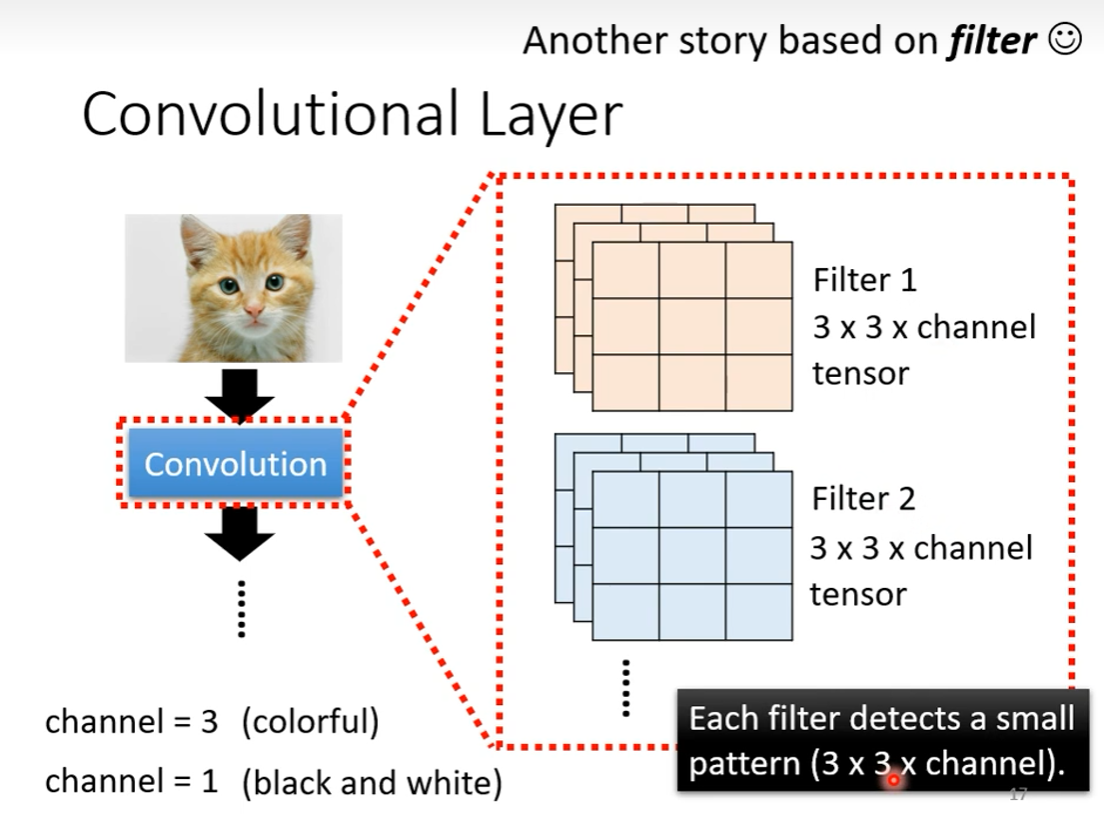 Another story based on filter ☺
Convolutional Layer
Convolution
Filter 1
3 x 3 x channel
tensor
Filter 2
3 x 3 x channel
tensor
channel = 3 (colorful)
channel = 1 (black and white)
Each filter detects a small
pattern (3 x 3 x channel).
17